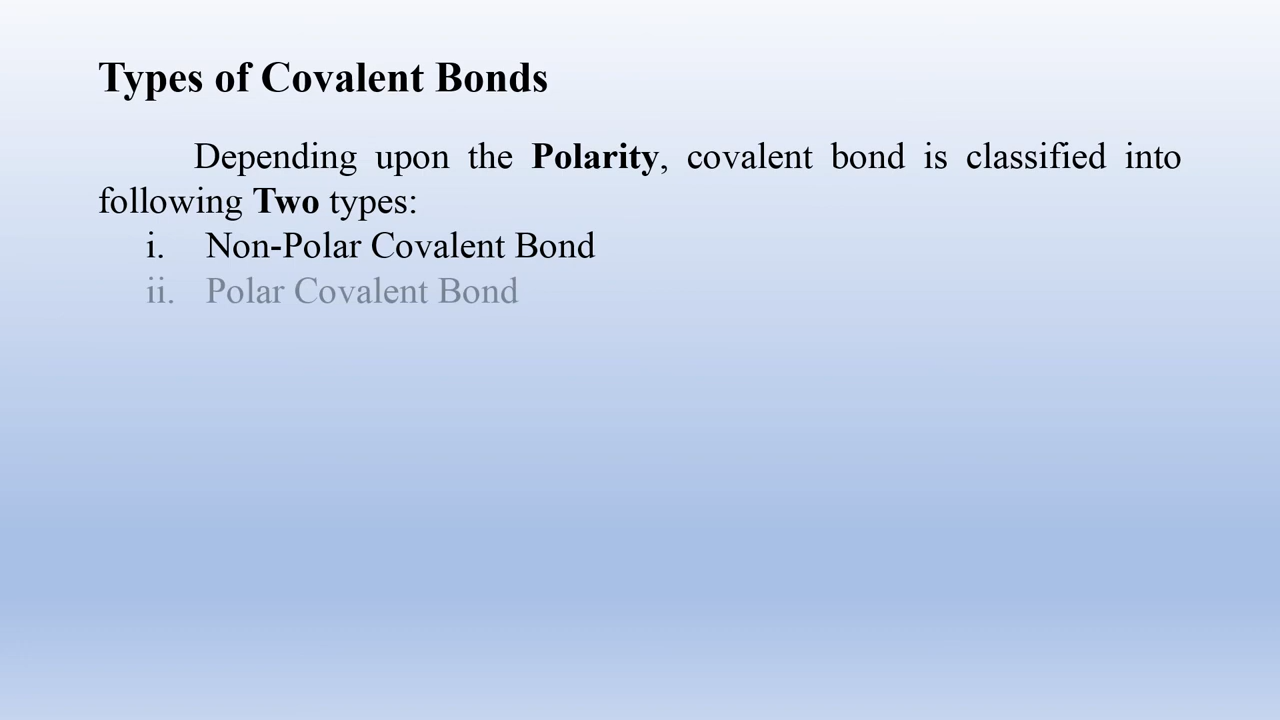 Types of Covalent Bonds
Depending upon the Polarity, covalent bond is classified into
following Two types:
i. Non-Polar Covalent Bond
ii. Polar Covalent Bond